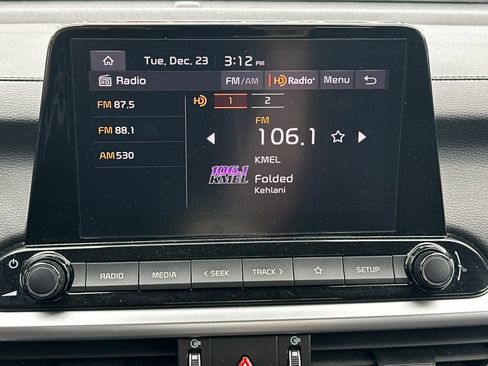 Tue, Dec. 23 3:12 PM
Radio FM/AM HD Radio Menu
FM 87.5
HD 1 2
FM 88.1
FM
106.1
AM 530
KMEL
106.1 KMEL
Folded
Kehlani
RADIO MEDIA < SEEK TRACK > SETUP